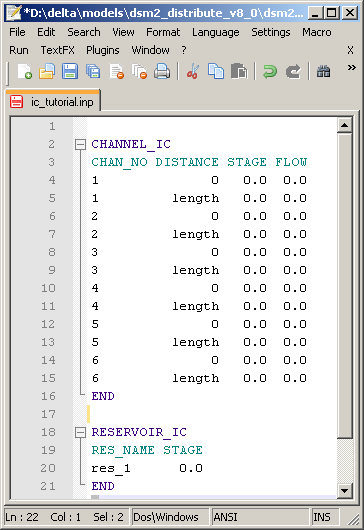 *D:\delta\models\dsm2_distribute_v8_0\dsm2...
File Edit Search View Format Language Settings Macro
Run TextFX Plugins Window ? X
ic_tutorial.inp
1
2 CHANNEL_IC
3 CHAN_NO DISTANCE STAGE FLOW
4 1 0 0.0 0.0
5 1 length 0.0 0.0
6 2 0 0.0 0.0
7 2 length 0.0 0.0
8 3 0 0.0 0.0
9 3 length 0.0 0.0
10 4 0 0.0 0.0
11 4 length 0.0 0.0
12 5 0 0.0 0.0
13 5 length 0.0 0.0
14 6 0 0.0 0.0
15 6 length 0.0 0.0
16 END
17
18 RESERVOIR_IC
19 RES_NAME STAGE
20 res_1 0.0
21 END
Ln : 22 Col : 1 Sel : 2 Dos\Windows ANSI INS